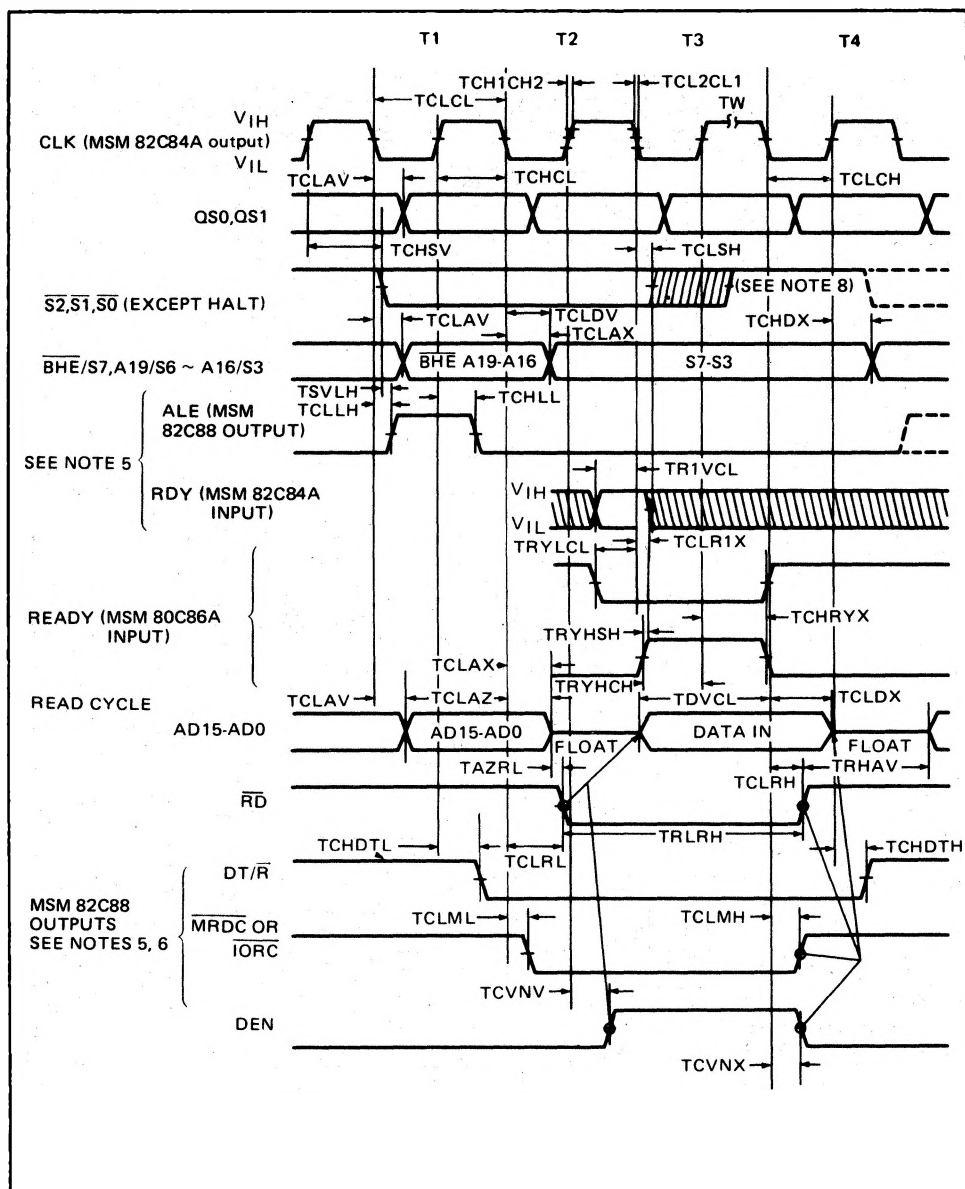 T1 T2 T3 T4
TCH1CH2 TCL2CL1
TCLCL TW
VIH
CLK (MSM 82C84A output)
VIL
TCLAV TCHCL TCLCH
QS0,QS1
TCHSV TCLSH
S2,S1,S0 (EXCEPT HALT) (SEE NOTE 8)
TCLAV TCLDV TCHDX
TCLAX
BHE/S7,A19/S6 ~ A16/S3 BHE A19-A16 S7-S3
TSVLH TCHLL
TCLLH
ALE (MSM
82C88 OUTPUT)
SEE NOTE 5 TR1VCL
RDY (MSM 82C84A
INPUT)
VIH
VIL
TRYLCL TCLR1X
READY (MSM 80C86A
INPUT)
TCHRYX
TRYHSH
TCLAX TRYHCH
READ CYCLE TCLAV TCLAZ TDVCL TCLDX
AD15-AD0 AD15-AD0 FLOAT DATA IN FLOAT
TAZRL TCLRH TRHAV
RD
TRLRH
TCHDTL TCLRL TCHDTH
DT/R
MSM 82C88
OUTPUTS
SEE NOTES 5, 6
TCLML TCLMH
MRDC OR
IORC
TCVNV
DEN
TCVNX